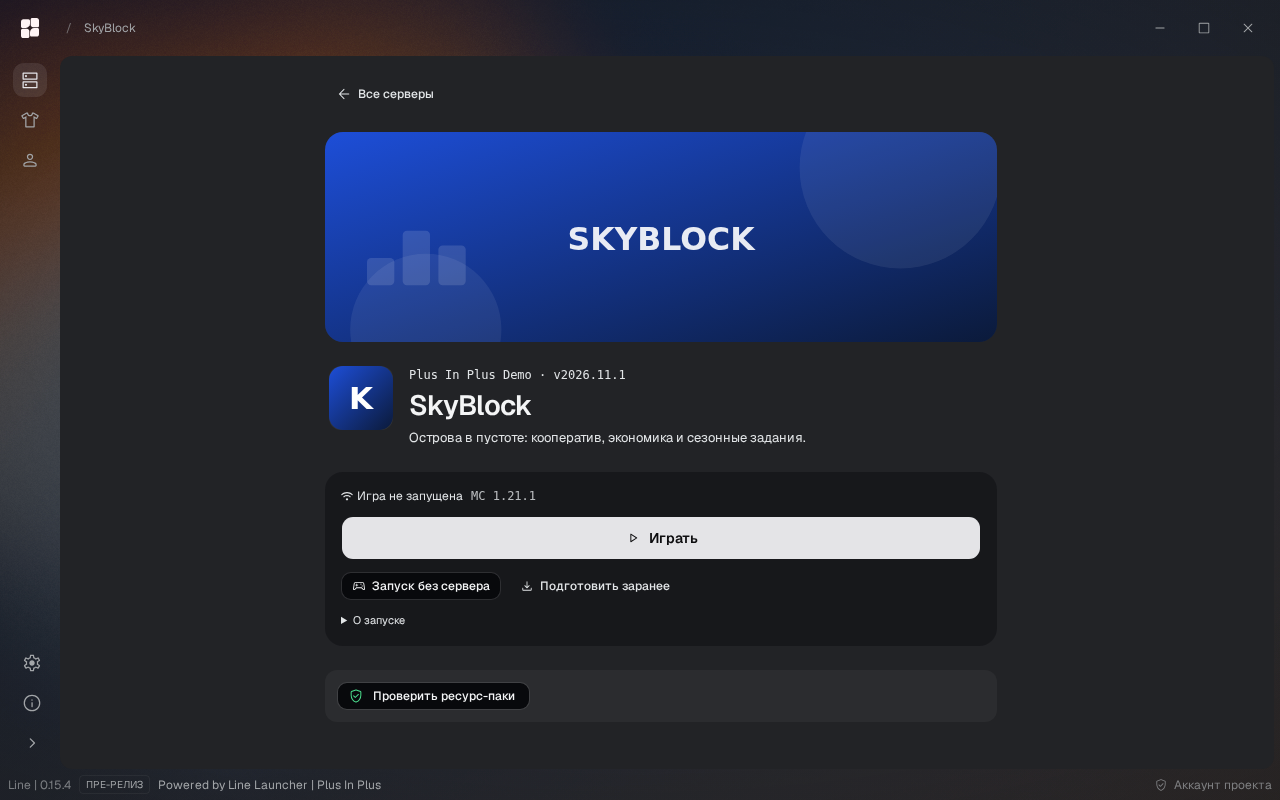 / SkyBlock
Все серверы
SKYBLOCK
K
Plus In Plus Demo · v2026.11.1
SkyBlock
Острова в пустоте: кооператив, экономика и сезонные задания.
Игра не запущена MC 1.21.1
Играть
Запуск без сервера Подготовить заранее
О запуске
Проверить ресурс-паки
Line | 0.15.4 ПРЕ-РЕЛИЗ Powered by Line Launcher | Plus In Plus Аккаунт проекта